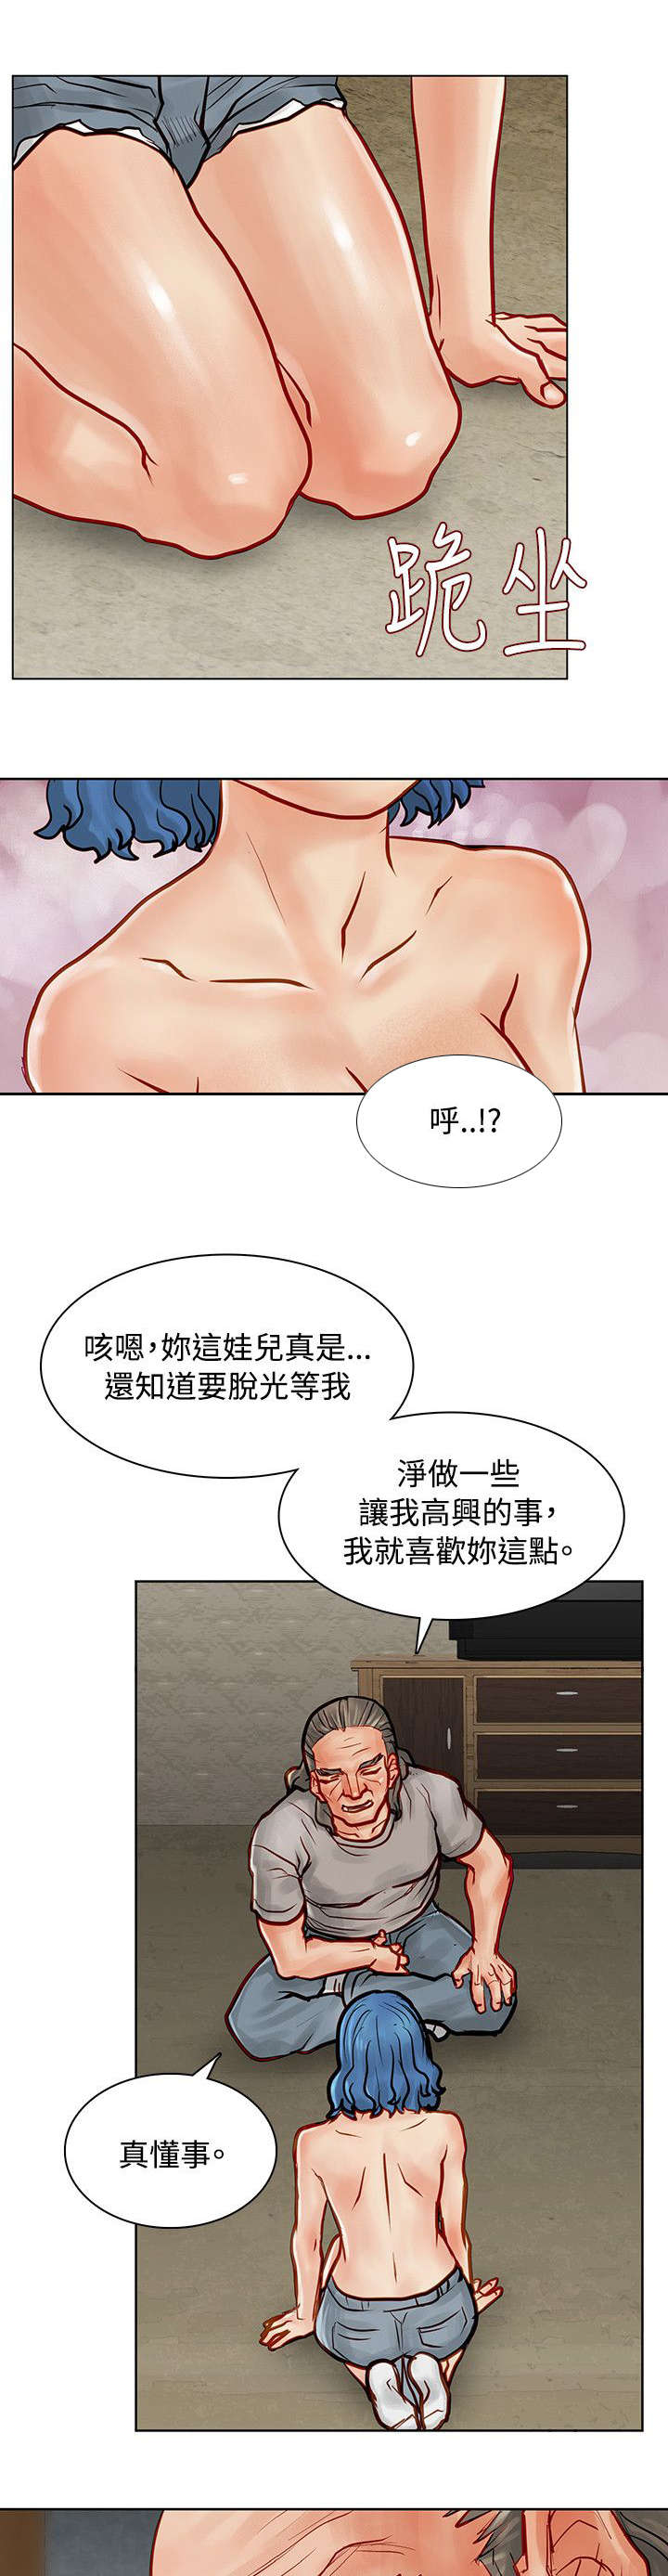 跪坐
呼..!?
咳嗯，妳這娃兒真是...
還知道要脫光等我
淨做一些
讓我高興的事，
我就喜歡妳這點。
真懂事。